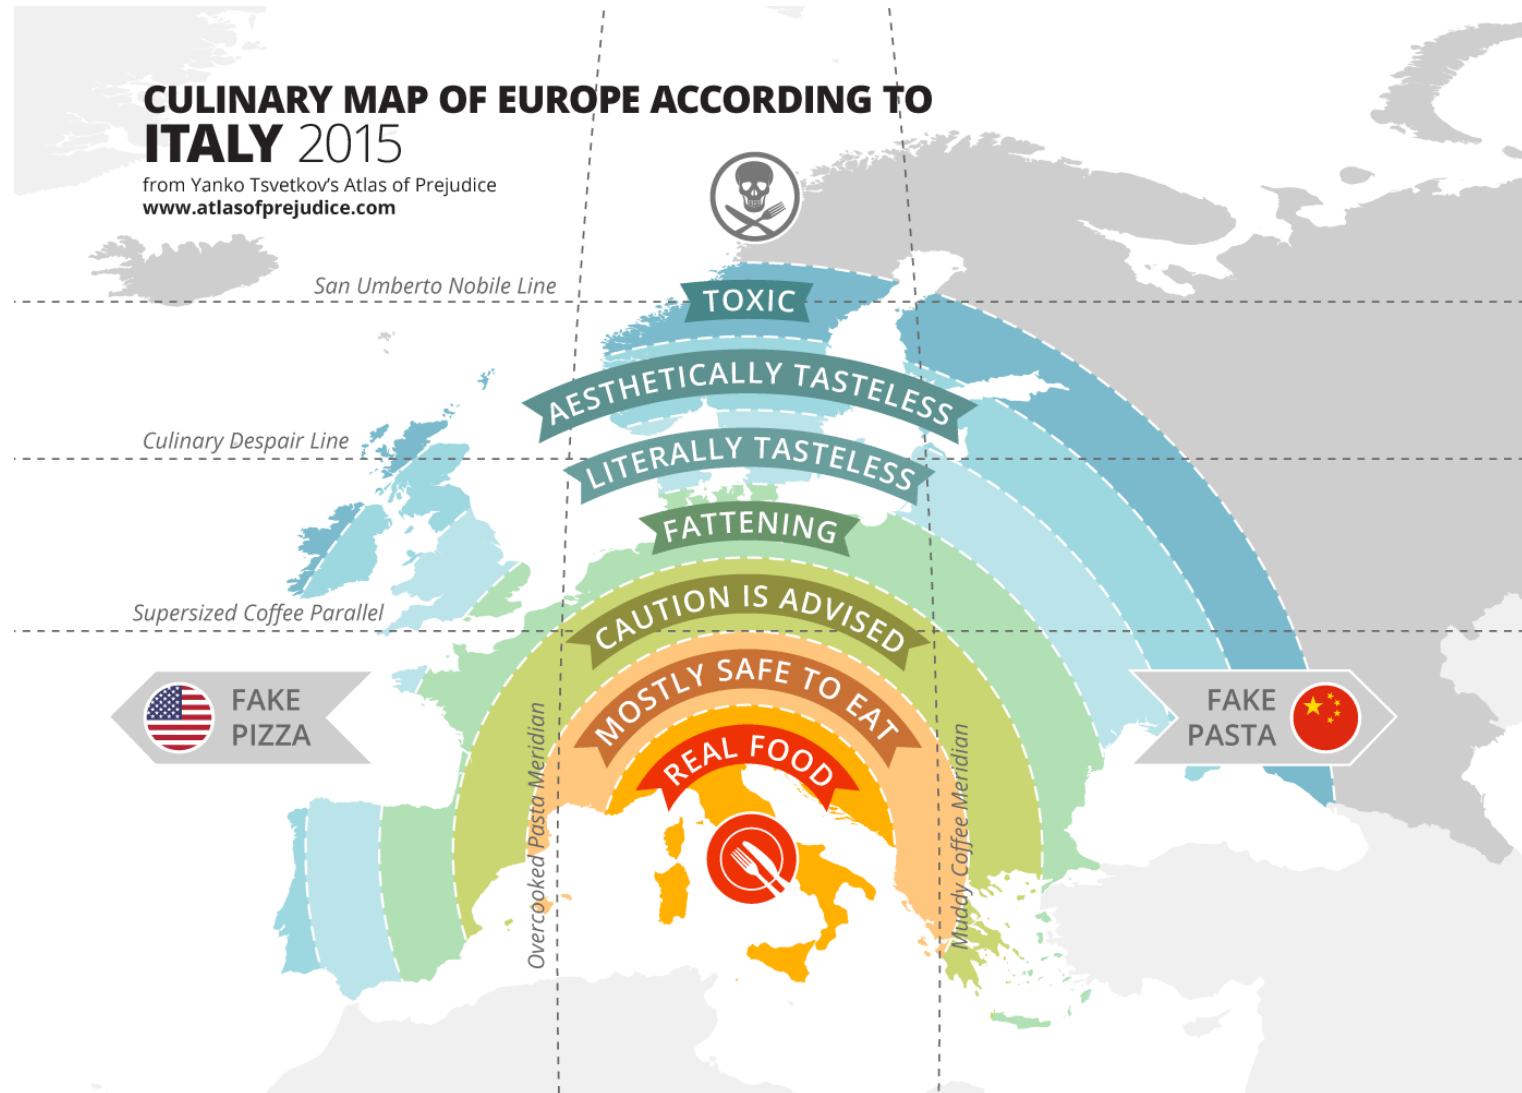 CULINARY MAP OF EUROPE ACCORDING TO
ITALY 2015
from Yanko Tsvetkov's Atlas of Prejudice
www.atlasofprejudice.com
San Umberto Nobile Line
TOXIC
AESTHETICALLY TASTELESS
Culinary Despair Line
LITERALLY TASTELESS
FATTENING
CAUTION IS ADVISED
Supersized Coffee Parallel
MOSTLY SAFE TO EAT
FAKE
PIZZA
FAKE
PASTA
REAL FOOD
Overcooked Pasta Meridian
Muddy Coffee Meridian